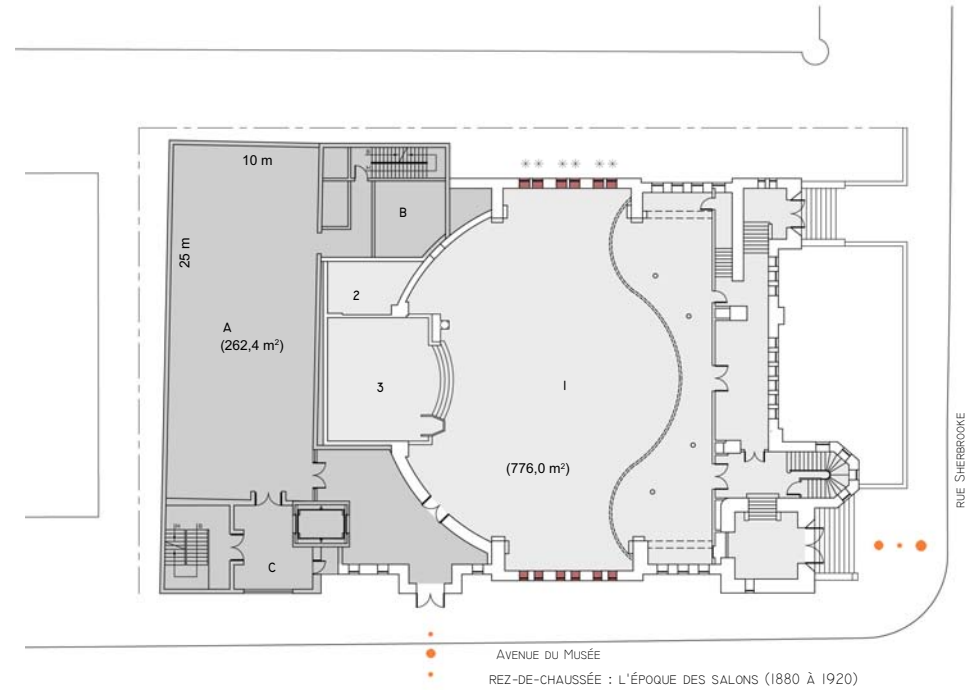 10 m
B
25 m
2
A
(262,4 m²)
3
1
(776,0 m²)
C
RUE SHERBROOKE
AVENUE DU MUSÉE
REZ-DE-CHAUSSÉE : L'ÉPOQUE DES SALONS (1880 À 1920)